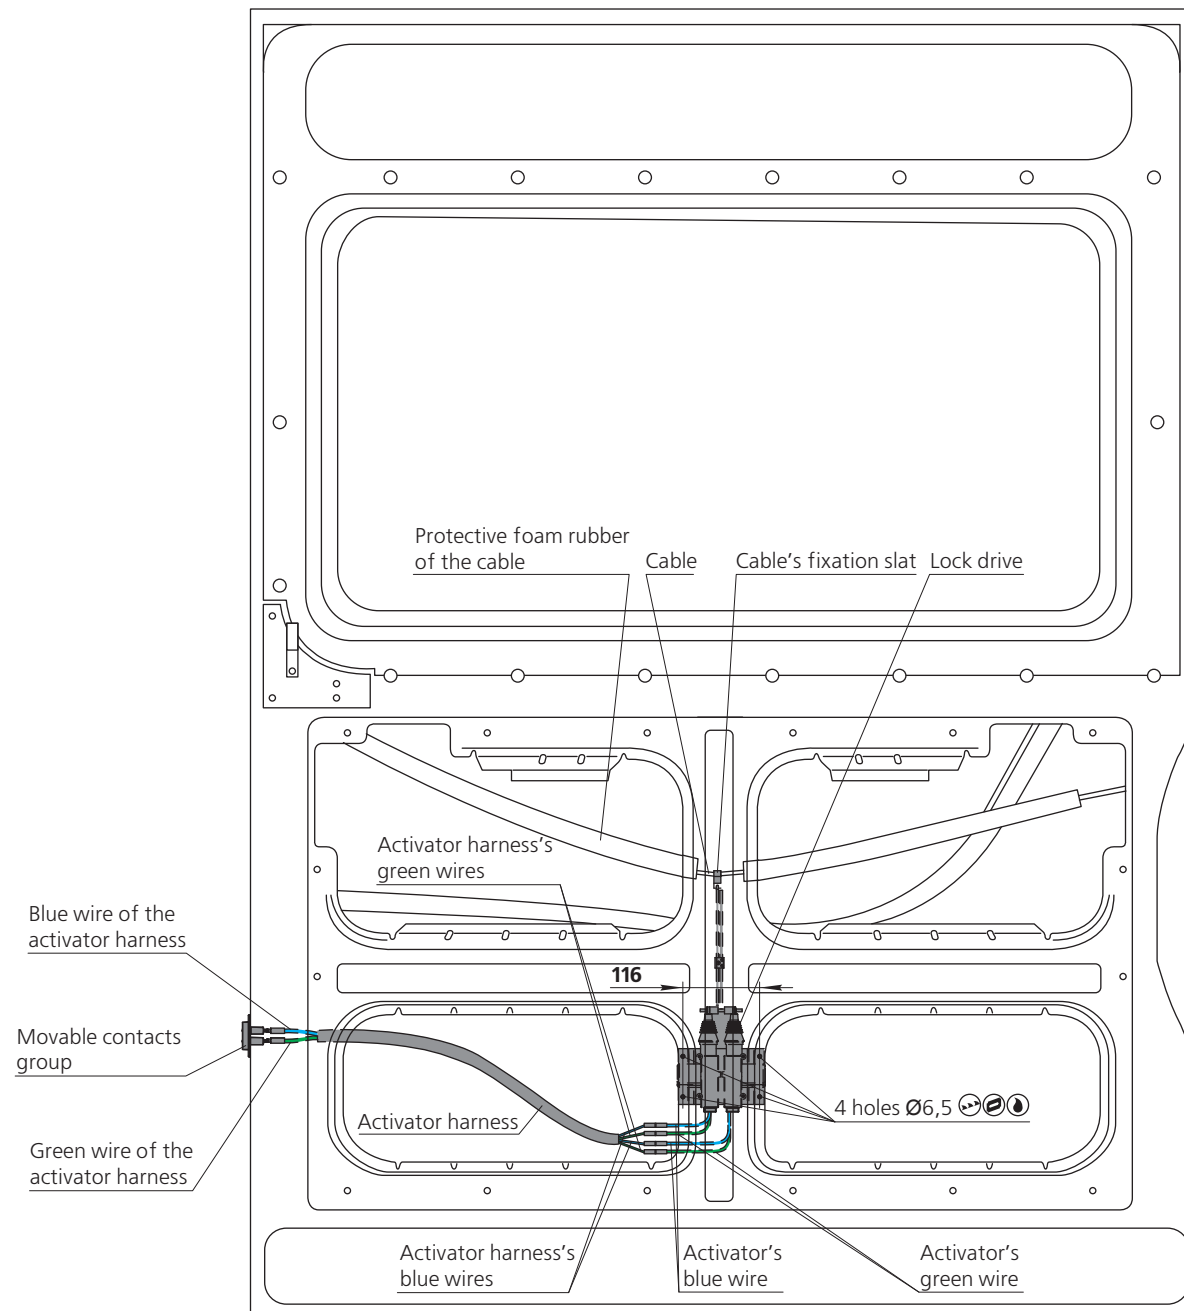 Protective foam rubber
of the cable
Cable
Cable's fixation slat
Lock drive
Activator harness's
green wires
Blue wire of the
activator harness
116
Movable contacts
group
4 holes Ø6,5
Activator harness
Green wire of the
activator harness
Activator harness's
blue wires
Activator's
blue wire
Activator's
green wire